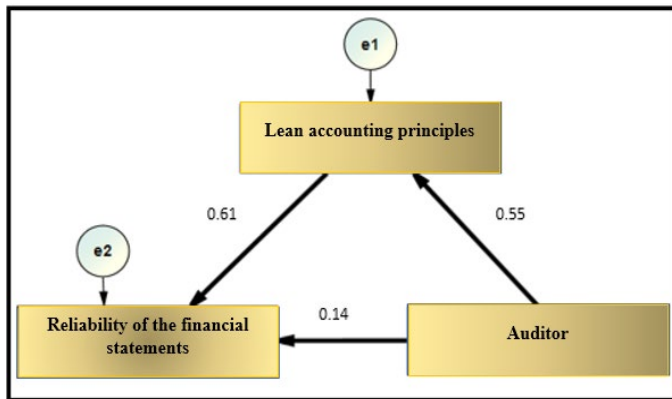 e1
Lean accounting principles
0.61
0.55
e2
Reliability of the financial
statements
0.14
Auditor